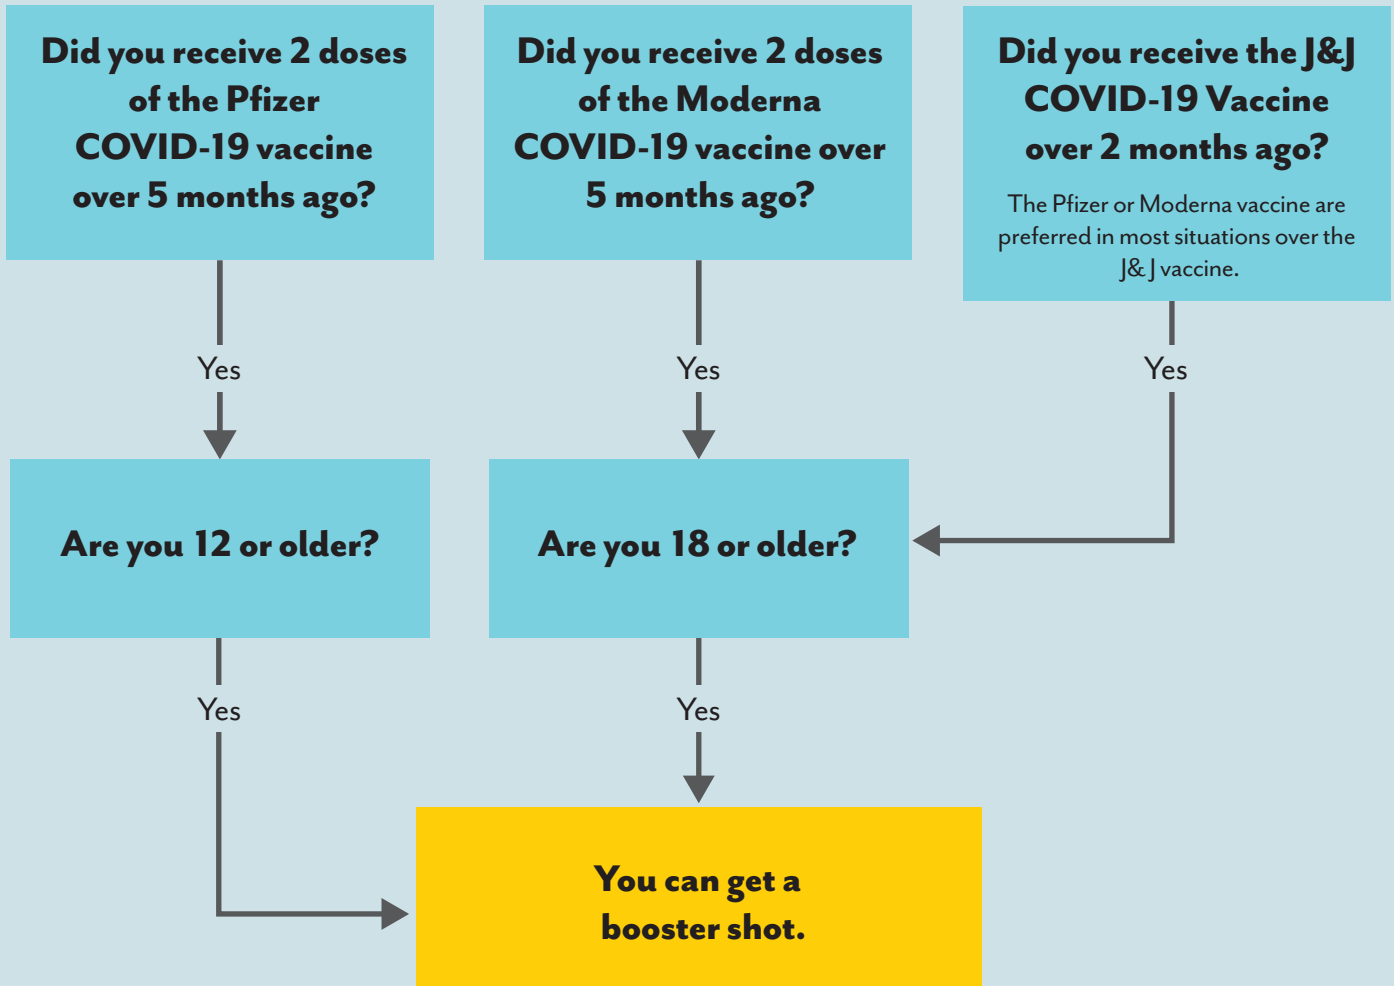 Did you receive 2 doses
of the Pfizer
COVID-19 vaccine
over 5 months ago?
Did you receive 2 doses
of the Moderna
COVID-19 vaccine over
5 months ago?
Did you receive the J&J
COVID-19 Vaccine
over 2 months ago?
The Pfizer or Moderna vaccine are
preferred in most situations over the
J& J vaccine.
Yes
Yes
Yes
Are you 12 or older?
Are you 18 or older?
Yes
Yes
You can get a
booster shot.